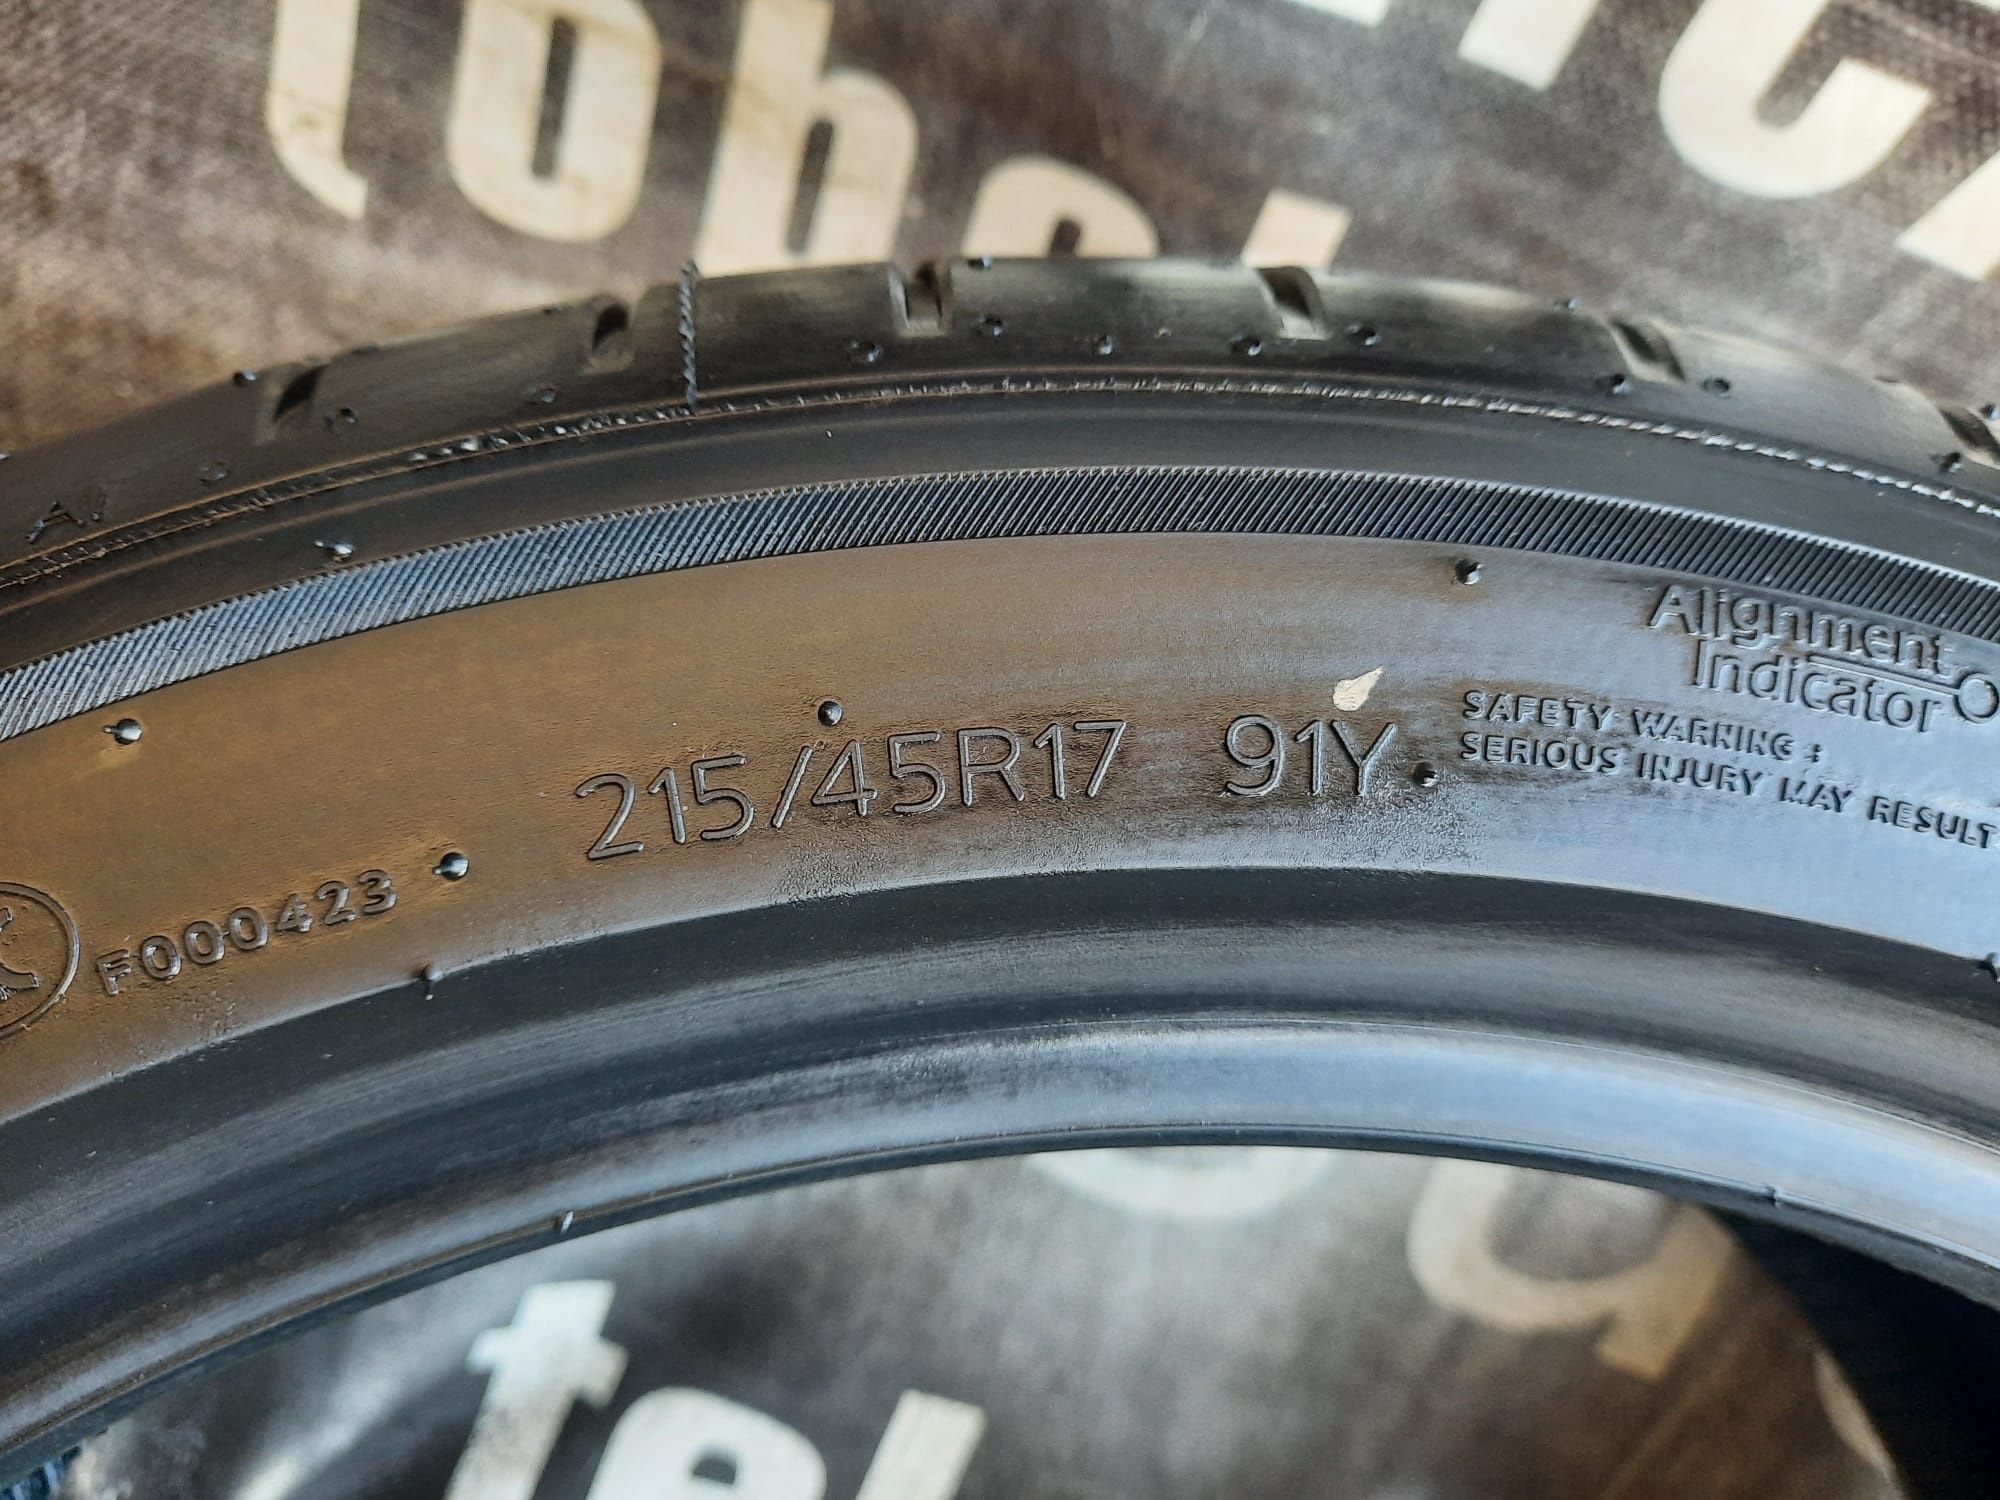 215/45R17 91Y
Alignment
Indicator
SAFETY WARNING :
SERIOUS INJURY MAY RESULT
F000423